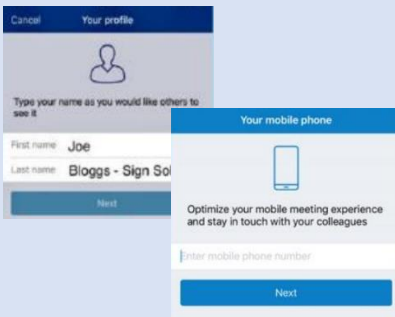 Cancel Your profile
Type your name as you would like others to
see it
First name Joe
Last name Bloggs - Sign Sol
Next
Your mobile phone
Optimize your mobile meeting experience
and stay in touch with your colleagues
Enter mobile phone number
Next